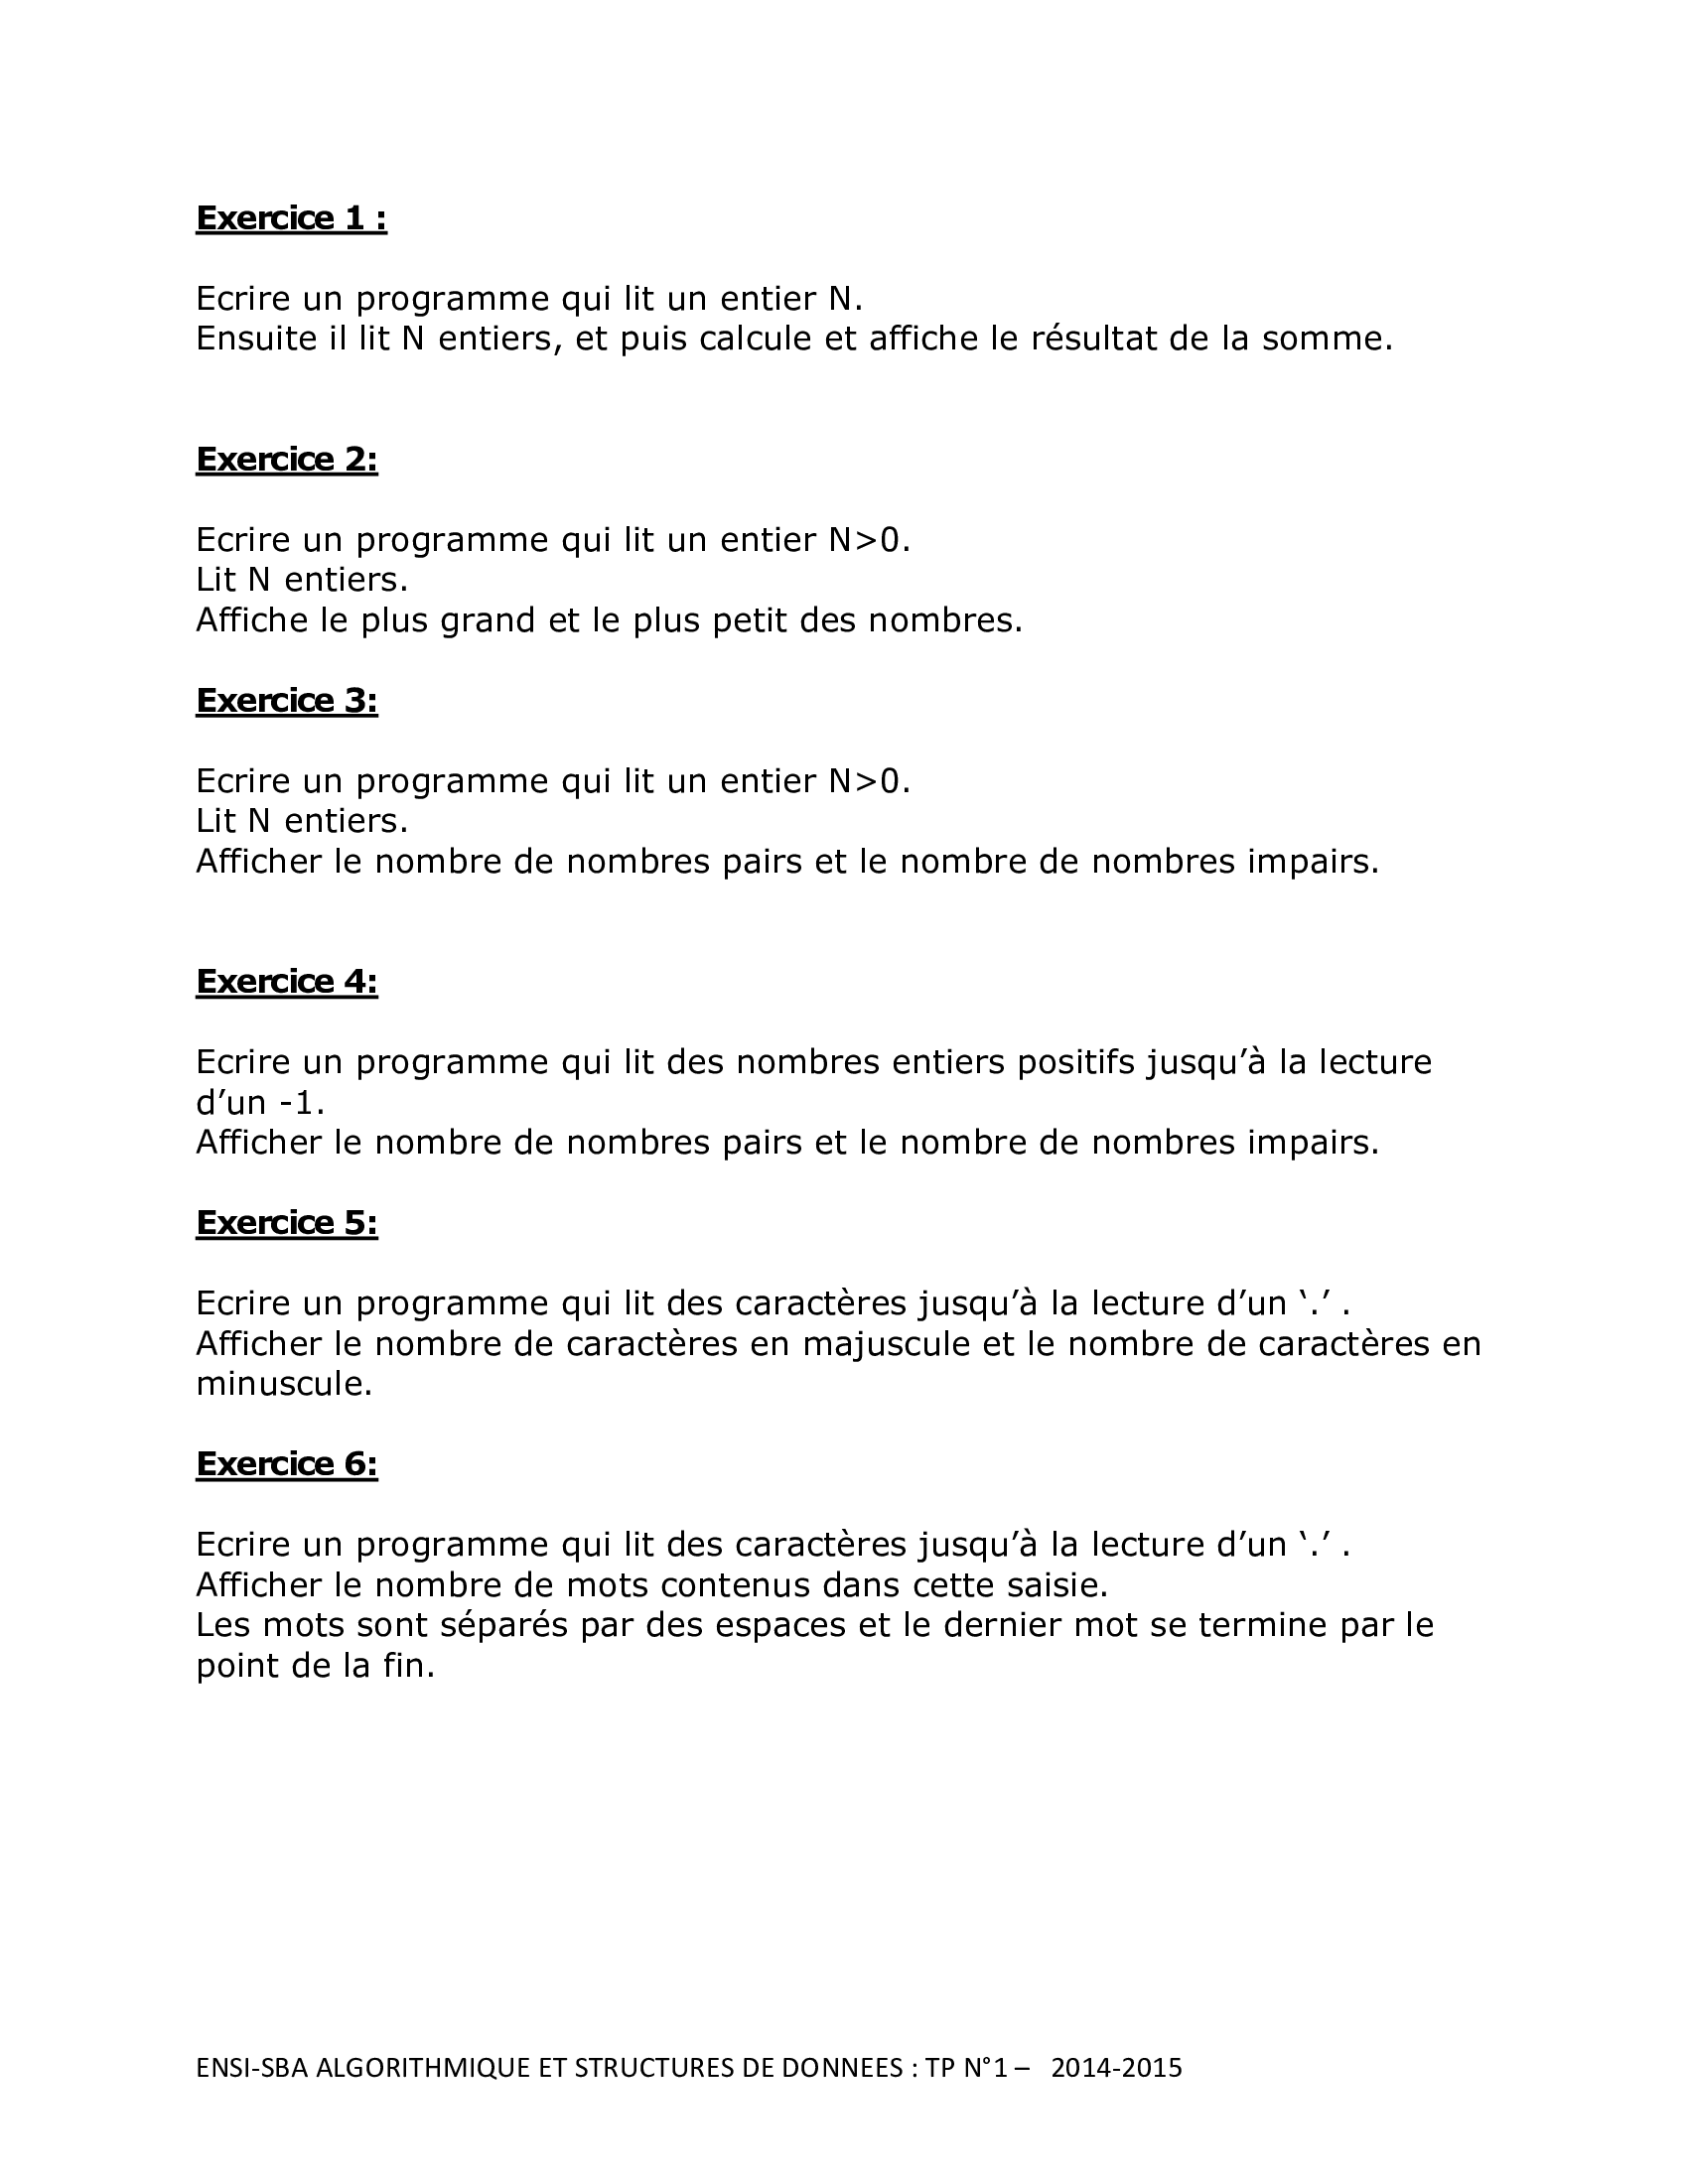 Exercice 1 :
Ecrire un programme qui lit un entier N.
Ensuite il lit N entiers, et puis calcule et affiche le résultat de la somme.
Exercice 2:
Ecrire un programme qui lit un entier N>0.
Lit N entiers.
Affiche le plus grand et le plus petit des nombres.
Exercice 3:
Ecrire un programme qui lit un entier N>0.
Lit N entiers.
Afficher le nombre de nombres pairs et le nombre de nombres impairs.
Exercice 4:
Ecrire un programme qui lit des nombres entiers positifs jusqu’à la lecture
d’un -1.
Afficher le nombre de nombres pairs et le nombre de nombres impairs.
Exercice 5:
Ecrire un programme qui lit des caractères jusqu’à la lecture d’un ‘.’ .
Afficher le nombre de caractères en majuscule et le nombre de caractères en
minuscule.
Exercice 6:
Ecrire un programme qui lit des caractères jusqu’à la lecture d’un ‘.’ .
Afficher le nombre de mots contenus dans cette saisie.
Les mots sont séparés par des espaces et le dernier mot se termine par le
point de la fin.
ENSI-SBA ALGORITHMIQUE ET STRUCTURES DE DONNEES : TP N°1 – 2014-2015